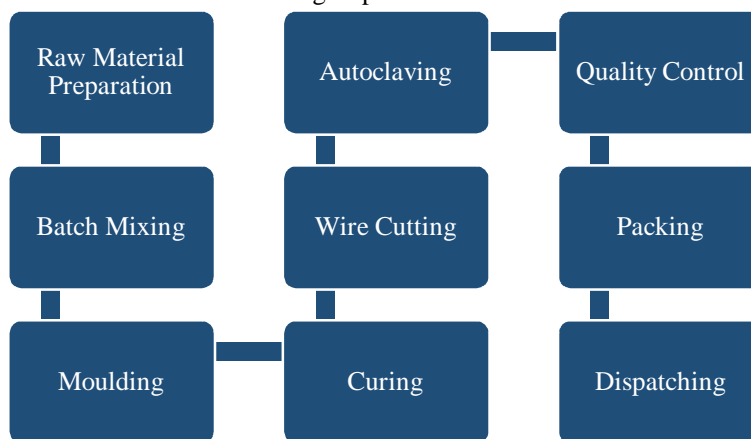 Raw Material
Preparation
Batch Mixing
Moulding
Curing
Wire Cutting
Autoclaving
Quality Control
Packing
Dispatching